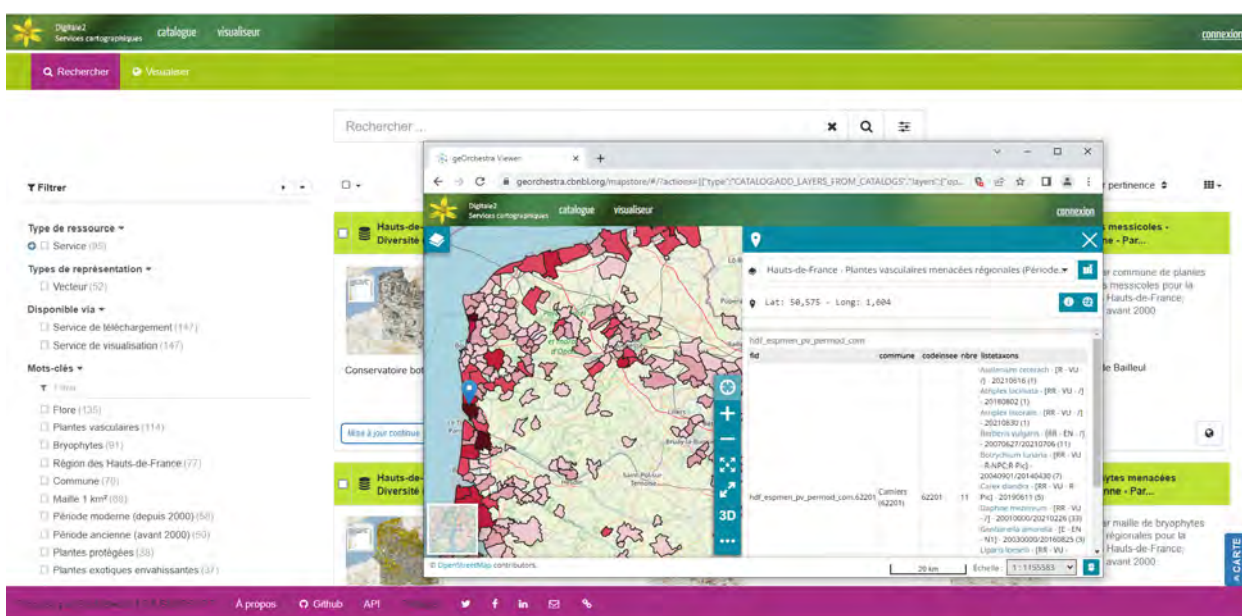 Digitale2
Services cartographiques
catalogue
visualiseur
connexion
Rechercher
Visualiser
Rechercher ...
Filtrer
pertinence
Type de ressource
Service (95)
Types de représentation
Vecteur (52)
Disponible via
Service de téléchargement (147)
Service de visualisation (147)
Mots-clés
Filtrer
Flore (135)
Plantes vasculaires (114)
Bryophytes (91)
Région des Hauts-de-France (77)
Commune (70)
Maille 1 km² (68)
Période moderne (depuis 2000) (58)
Période ancienne (avant 2000) (50)
Plantes protégées (38)
Plantes exotiques envahissantes (37)
Hauts-de-
Diversité
Conservatoire bot
Mise à jour continue
Hauts-de-
Diversité
geOrchestra Viewer
georchestra.cbnbl.org/mapstore/#/?actions=[{"type":"CATALOG:ADD_LAYERS_FROM_CATALOGS","layers":["op...
Digitale2
Services cartographiques
catalogue
visualiseur
connexion
Hauts-de-France - Plantes vasculaires menacées régionales (Période
Lat: 50,575 - Long: 1,604
hdf_espmen_pv_permod_com
fid
commune
codeinsee
nbre
listetaxons
hdf_espmen_pv_permod_com.62201
Camiers
(62201)
62201
11
Asplenium ceterach - [R - VU
- /] - 20210616 (1)
Atriplex laciniata - [RR - VU - /]
- 20180802 (1)
Atriplex littoralis - [RR - VU - /]
- 20210830 (1)
Berberis vulgaris - [RR - EN - /]
- 20070627/20210706 (11)
Botrychium lunaria - [RR - VU
- R:NPC;R:Pic] -
20040901/20140430 (7)
Carex diandra - [RR - VU - R
Pic] - 20190611 (5)
Daphne mezereum - [RR - VU
- /] - 20010000/20210226 (33)
Gentianella amarella - [E - EN
- N1] - 20030000/20160825 (3)
Liparis loeselii - [RR - VU -
Saint-Pol-sur
Ternoise
Lillers
Hesdin
3D
© OpenStreetMap contributors.
20 km
Échelle :
1 : 1155583
messicoles -
ne - Par...
r commune de plantes
s messicoles pour la
Hauts-de-France;
avant 2000
de Bailleul
ytes menacées
nne - Par...
r maille de bryophytes
régionales pour la
Hauts-de-France;
avant 2000
CARTE
À propos
Github
API